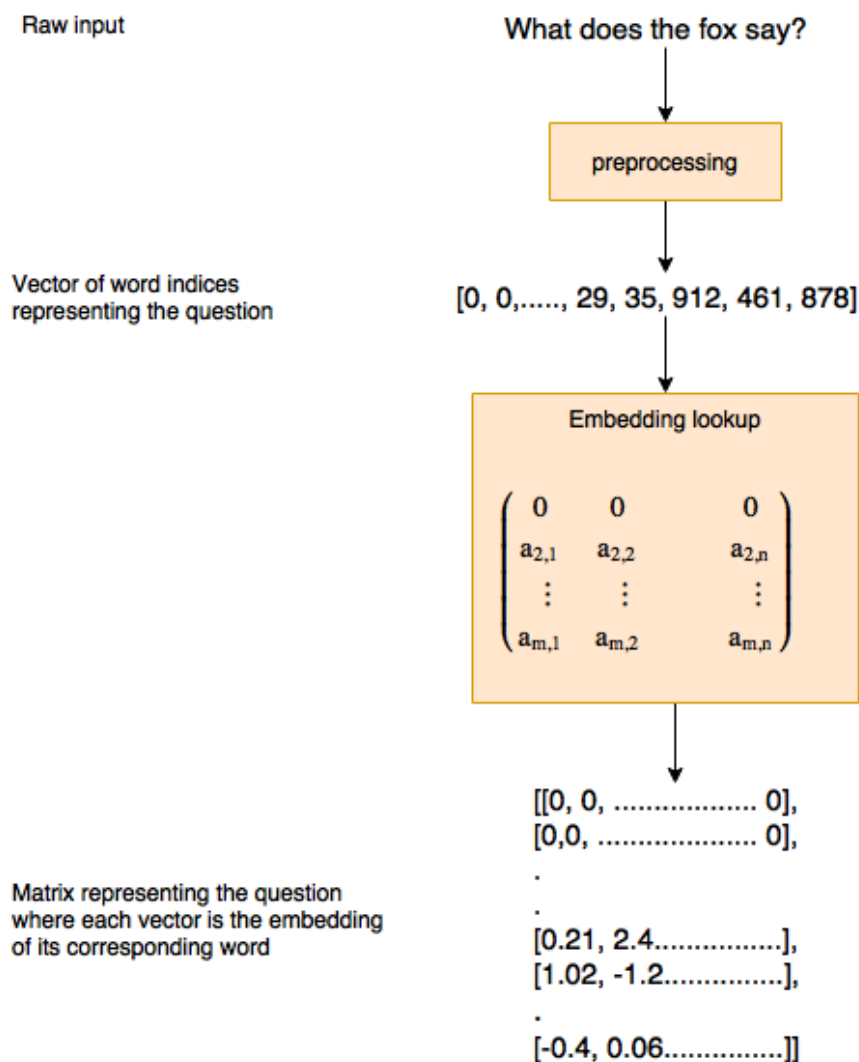 Raw input
What does the fox say?
preprocessing
Vector of word indices
representing the question
[0, 0,....., 29, 35, 912, 461, 878]
Embedding lookup
0 0 0
a2,1 a2,2 a2,n
⋮ ⋮ ⋮
am,1 am,2 am,n
Matrix representing the question
where each vector is the embedding
of its corresponding word
[[0, 0, .................. 0],
[0,0, ..................... 0],
.
.
[0.21, 2.4................],
[1.02, -1.2...............],
.
[-0.4, 0.06...............]]